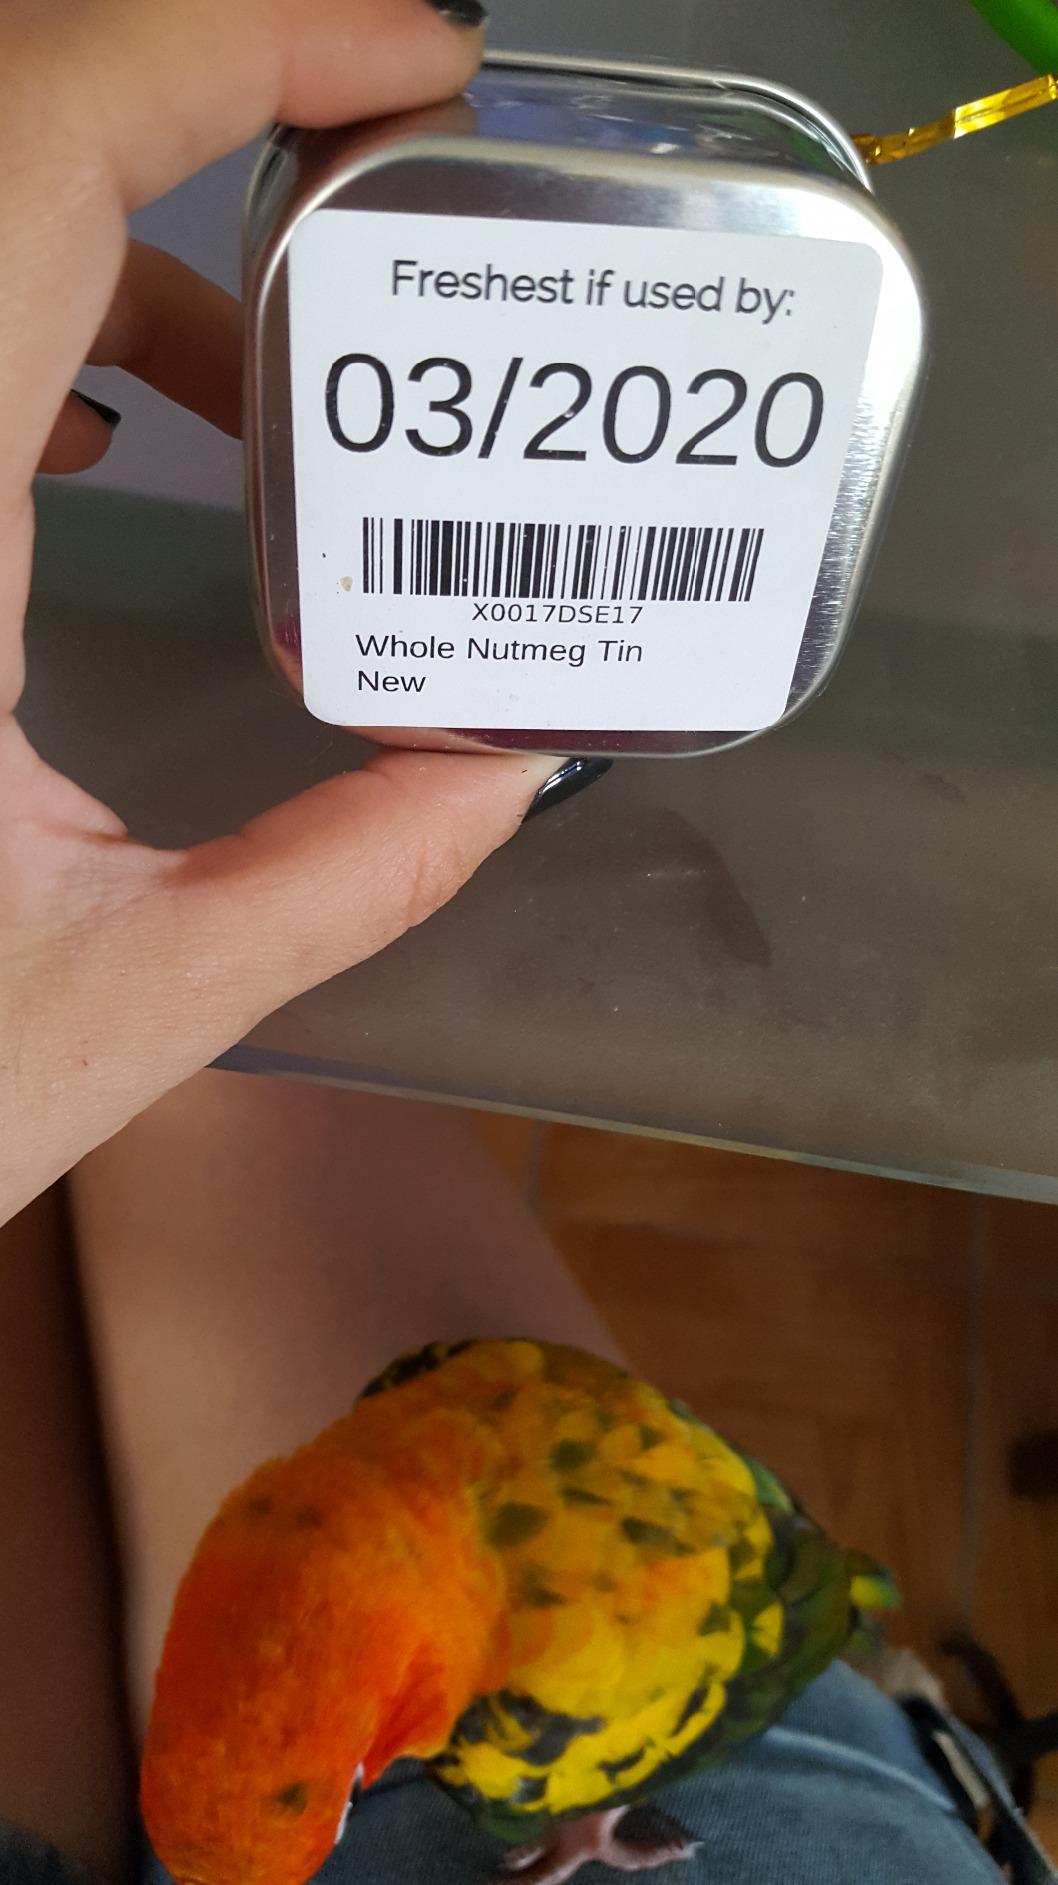 Freshest if used by:
03/2020
X0017DSE17
Whole Nutmeg Tin
New